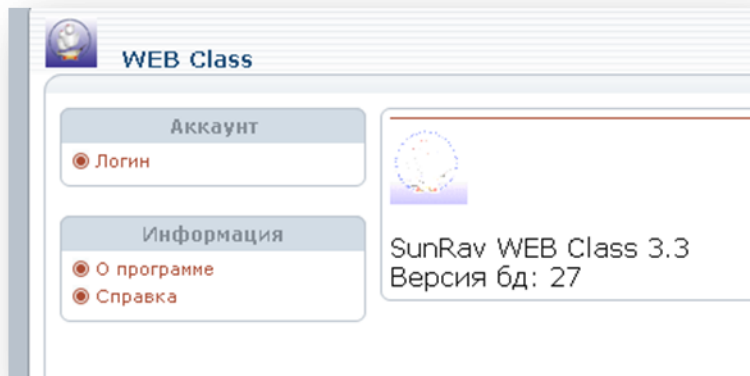 WEB Class
Аккаунт
Логин
Информация
О программе
Справка
SunRav WEB Class 3.3
Версия бд: 27